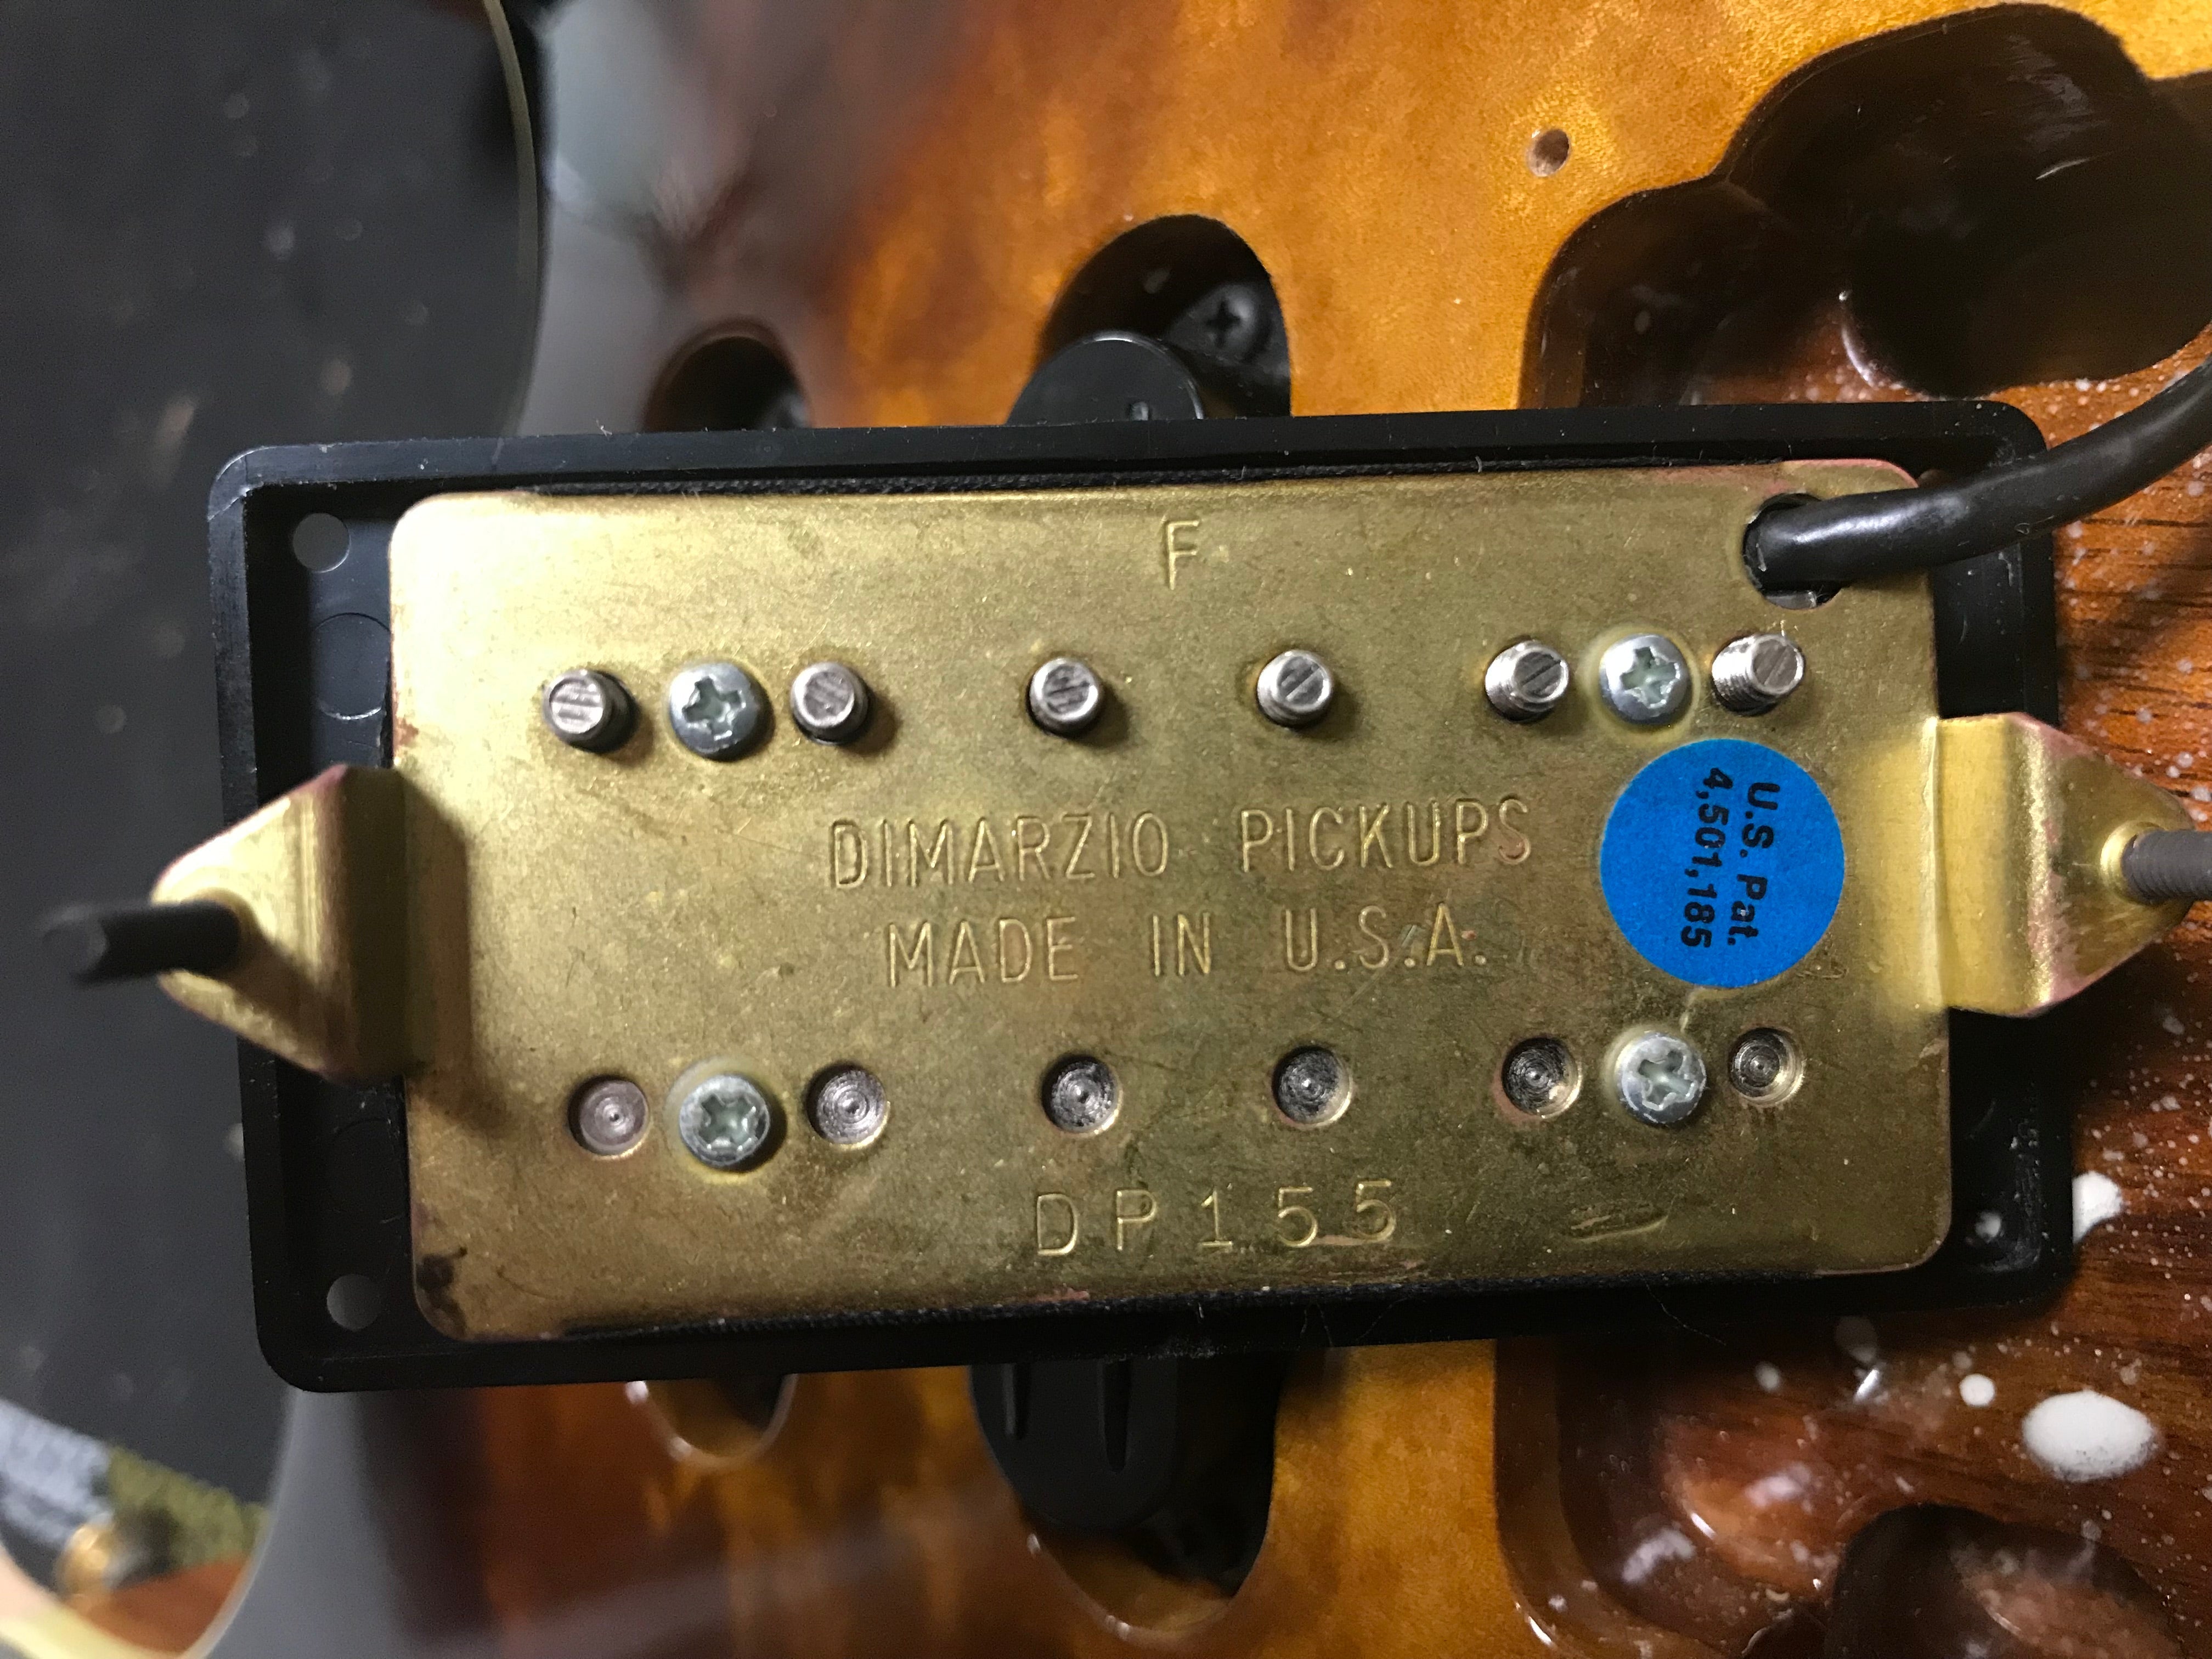 F
DIMARZIO PICKUPS
MADE IN U.S.A.
U.S. Pat.
4,501,185
DP155